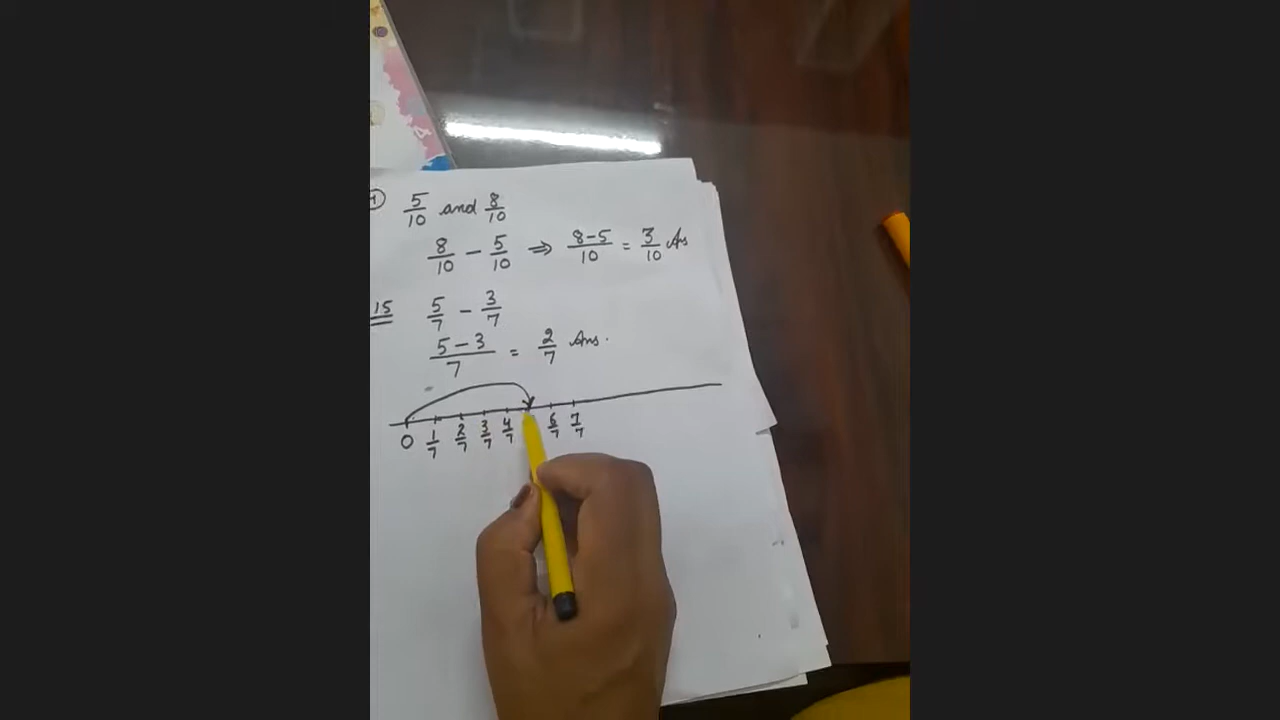 5/10 and 8/10
8/10 - 5/10 ⇒ 8-5/10 = 3/10 Ans
15 5/7 - 3/7
5-3/7 = 2/7 Ans.
0 1/7 2/7 3/7 4/7 6/7 7/7